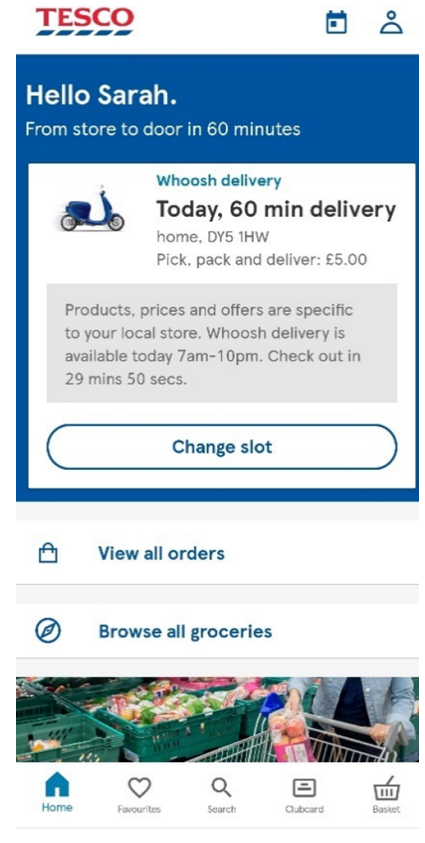 TESCO
Hello Sarah.
From store to door in 60 minutes
Whoosh delivery
Today, 60 min delivery
home, DY5 1HW
Pick, pack and deliver: £5.00
Products, prices and offers are specific
to your local store. Whoosh delivery is
available today 7am-10pm. Check out in
29 mins 50 secs.
Change slot
View all orders
Browse all groceries
Home
Favourites
Search
Clubcard
Basket